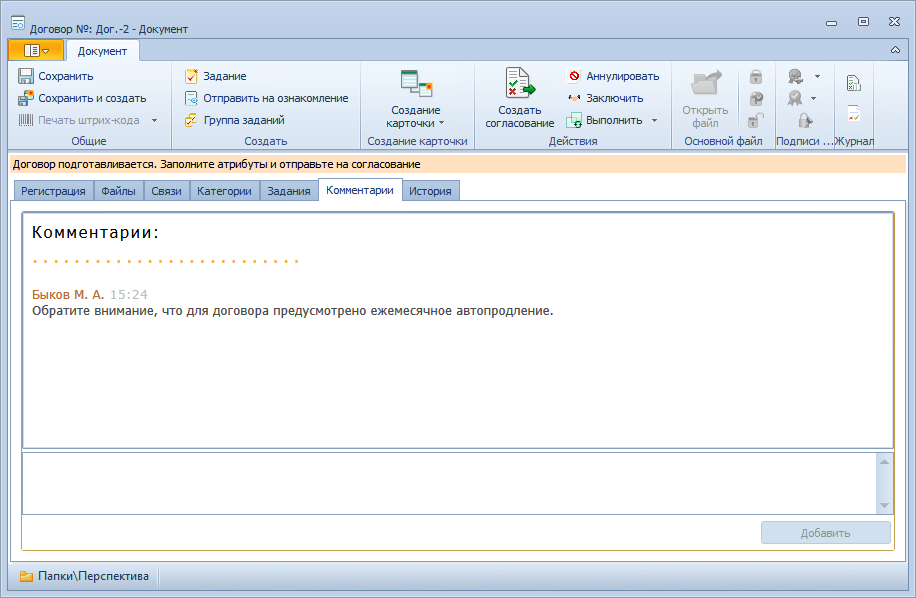 Договор №: Дог.-2 - Документ
Документ
Сохранить
Сохранить и создать
Печать штрих-кода
Общие
Задание
Отправить на ознакомление
Группа заданий
Создать
Создание
карточки
Создание карточки
Создать
согласование
Аннулировать
Заключить
Выполнить
Действия
Открыть
файл
Основной файл
Подписи ...
Журнал
Договор подготавливается. Заполните атрибуты и отправьте на согласование
Регистрация Файлы Связи Категории Задания Комментарии История
Комментарии:
Быков М. А. 15:24
Обратите внимание, что для договора предусмотрено ежемесячное автопродление.
Добавить
Папки\Перспектива